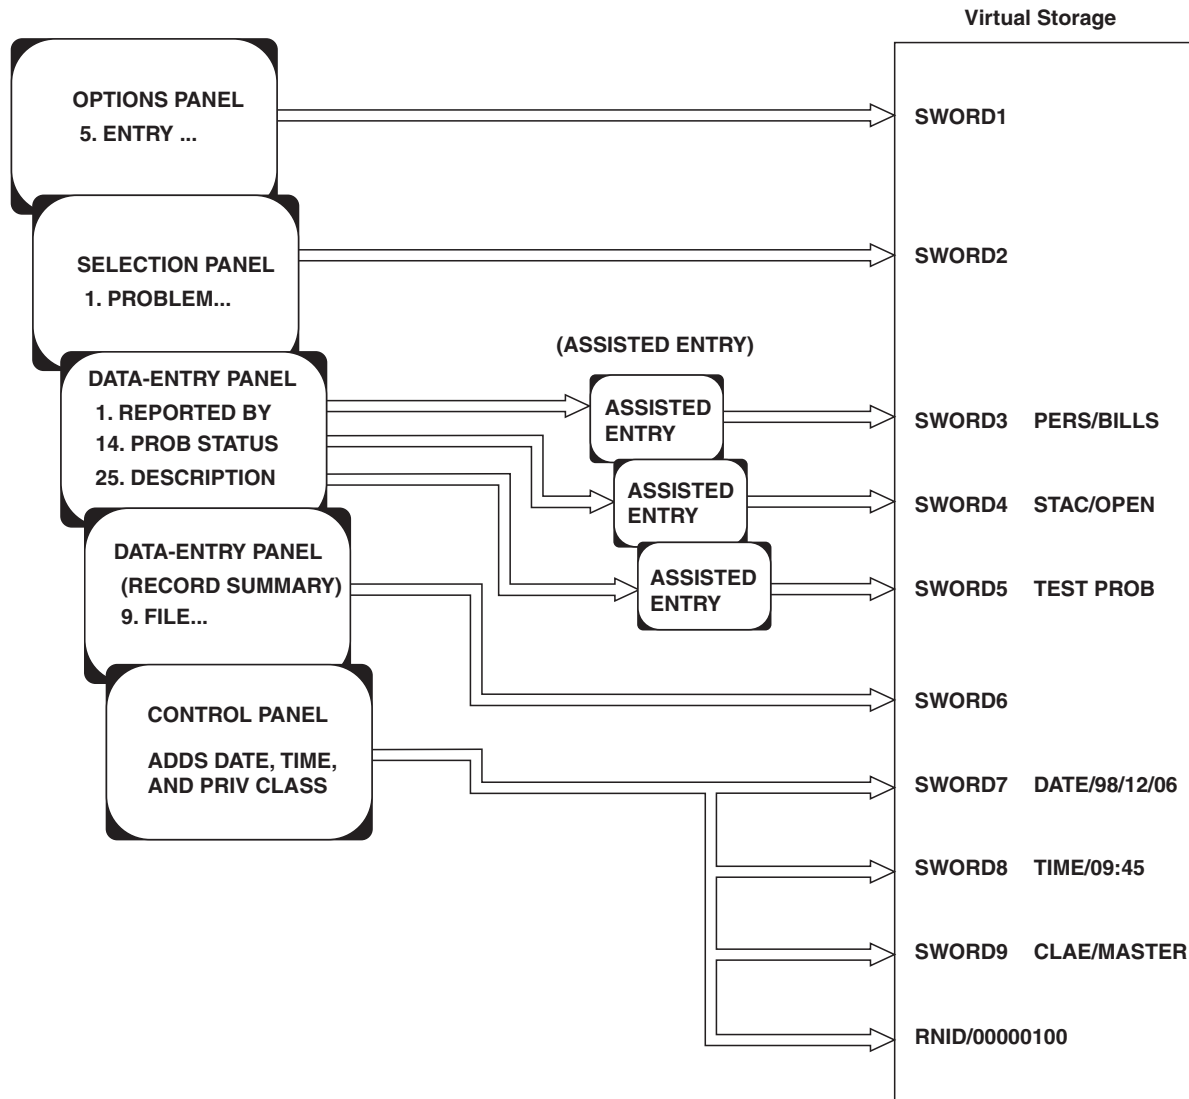 Virtual Storage
OPTIONS PANEL
5. ENTRY ...
SWORD1
SELECTION PANEL
1. PROBLEM...
SWORD2
(ASSISTED ENTRY)
DATA-ENTRY PANEL
1. REPORTED BY
14. PROB STATUS
25. DESCRIPTION
ASSISTED
ENTRY
SWORD3 PERS/BILLS
ASSISTED
ENTRY
SWORD4 STAC/OPEN
ASSISTED
ENTRY
SWORD5 TEST PROB
DATA-ENTRY PANEL
(RECORD SUMMARY)
9. FILE...
SWORD6
CONTROL PANEL
ADDS DATE, TIME,
AND PRIV CLASS
SWORD7 DATE/98/12/06
SWORD8 TIME/09:45
SWORD9 CLAE/MASTER
RNID/00000100